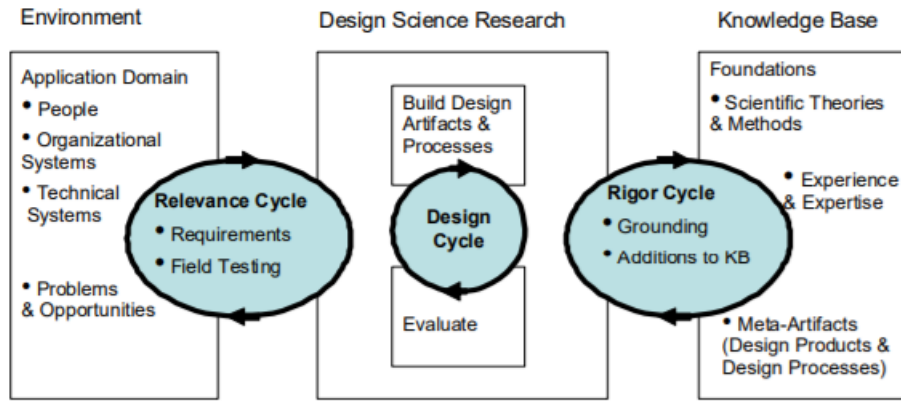 Environment
Design Science Research
Knowledge Base
Application Domain
• People
• Organizational
Systems
• Technical
Systems
• Problems
& Opportunities
Relevance Cycle
• Requirements
• Field Testing
Build Design
Artifacts &
Processes
Design
Cycle
Evaluate
Rigor Cycle
• Grounding
• Additions to KB
Foundations
• Scientific Theories
& Methods
• Experience
& Expertise
• Meta-Artifacts
(Design Products &
Design Processes)